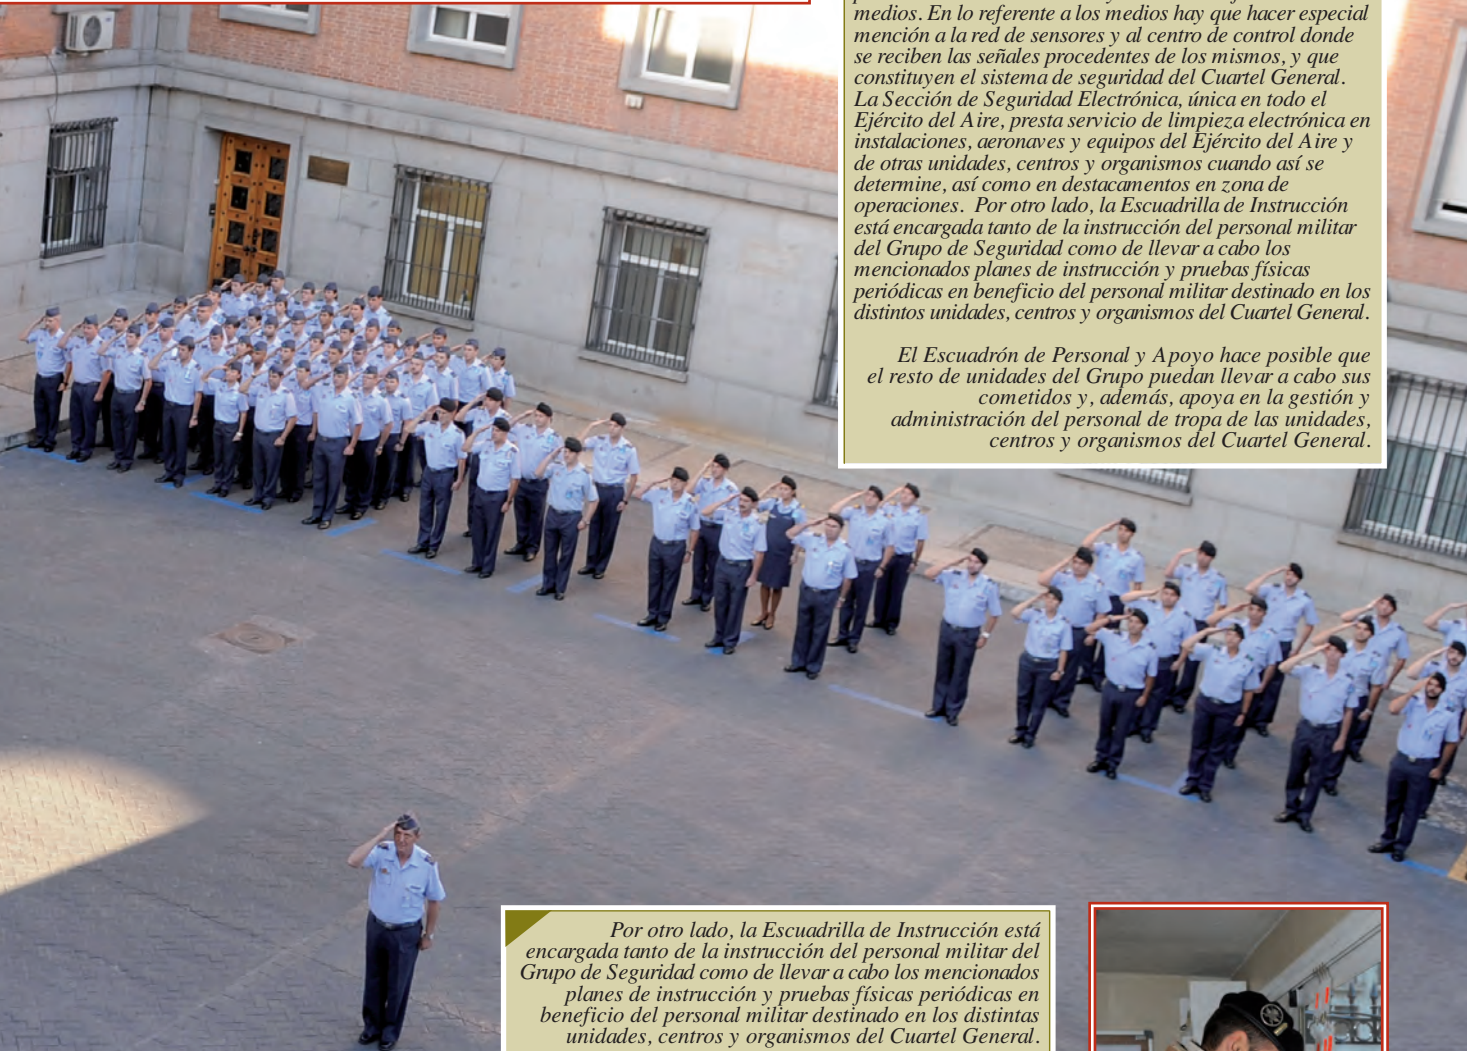 medios. En lo referente a los medios hay que hacer especial
mención a la red de sensores y al centro de control donde
se reciben las señales procedentes de los mismos, y que
constituyen el sistema de seguridad del Cuartel General.
La Sección de Seguridad Electrónica, única en todo el
Ejército del Aire, presta servicio de limpieza electrónica en
instalaciones, aeronaves y equipos del Ejército del Aire y
de otras unidades, centros y organismos cuando así se
determine, así como en destacamentos en zona de
operaciones. Por otro lado, la Escuadrilla de Instrucción
está encargada tanto de la instrucción del personal militar
del Grupo de Seguridad como de llevar a cabo los
mencionados planes de instrucción y pruebas físicas
periódicas en beneficio del personal militar destinado en los
distintos unidades, centros y organismos del Cuartel General.
El Escuadrón de Personal y Apoyo hace posible que
el resto de unidades del Grupo puedan llevar a cabo sus
cometidos y, además, apoya en la gestión y
administración del personal de tropa de las unidades,
centros y organismos del Cuartel General.
Por otro lado, la Escuadrilla de Instrucción está
encargada tanto de la instrucción del personal militar del
Grupo de Seguridad como de llevar a cabo los mencionados
planes de instrucción y pruebas físicas periódicas en
beneficio del personal militar destinado en los distintas
unidades, centros y organismos del Cuartel General.